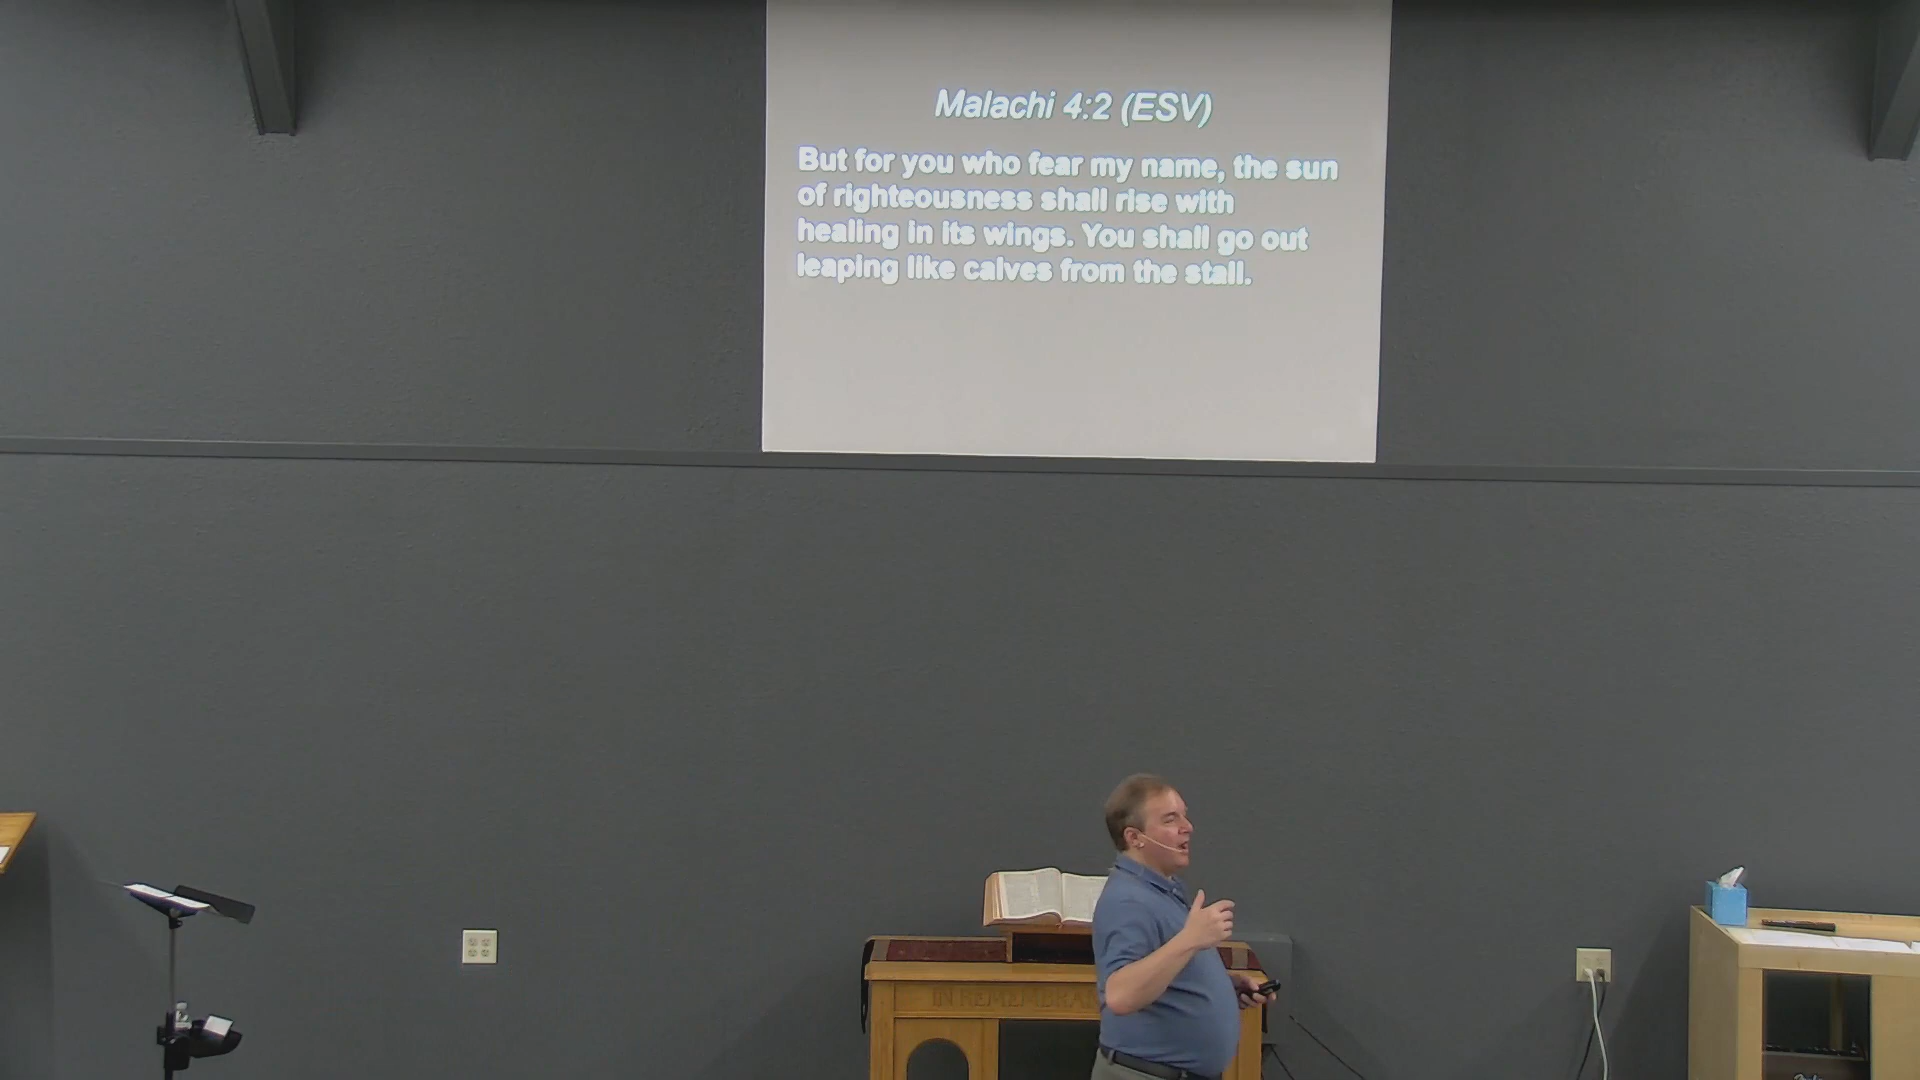 Malachi 4:2 (ESV)
But for you who fear my name, the sun
of righteousness shall rise with
healing in its wings. You shall go out
leaping like calves from the stall.
IN REMEMBRAN